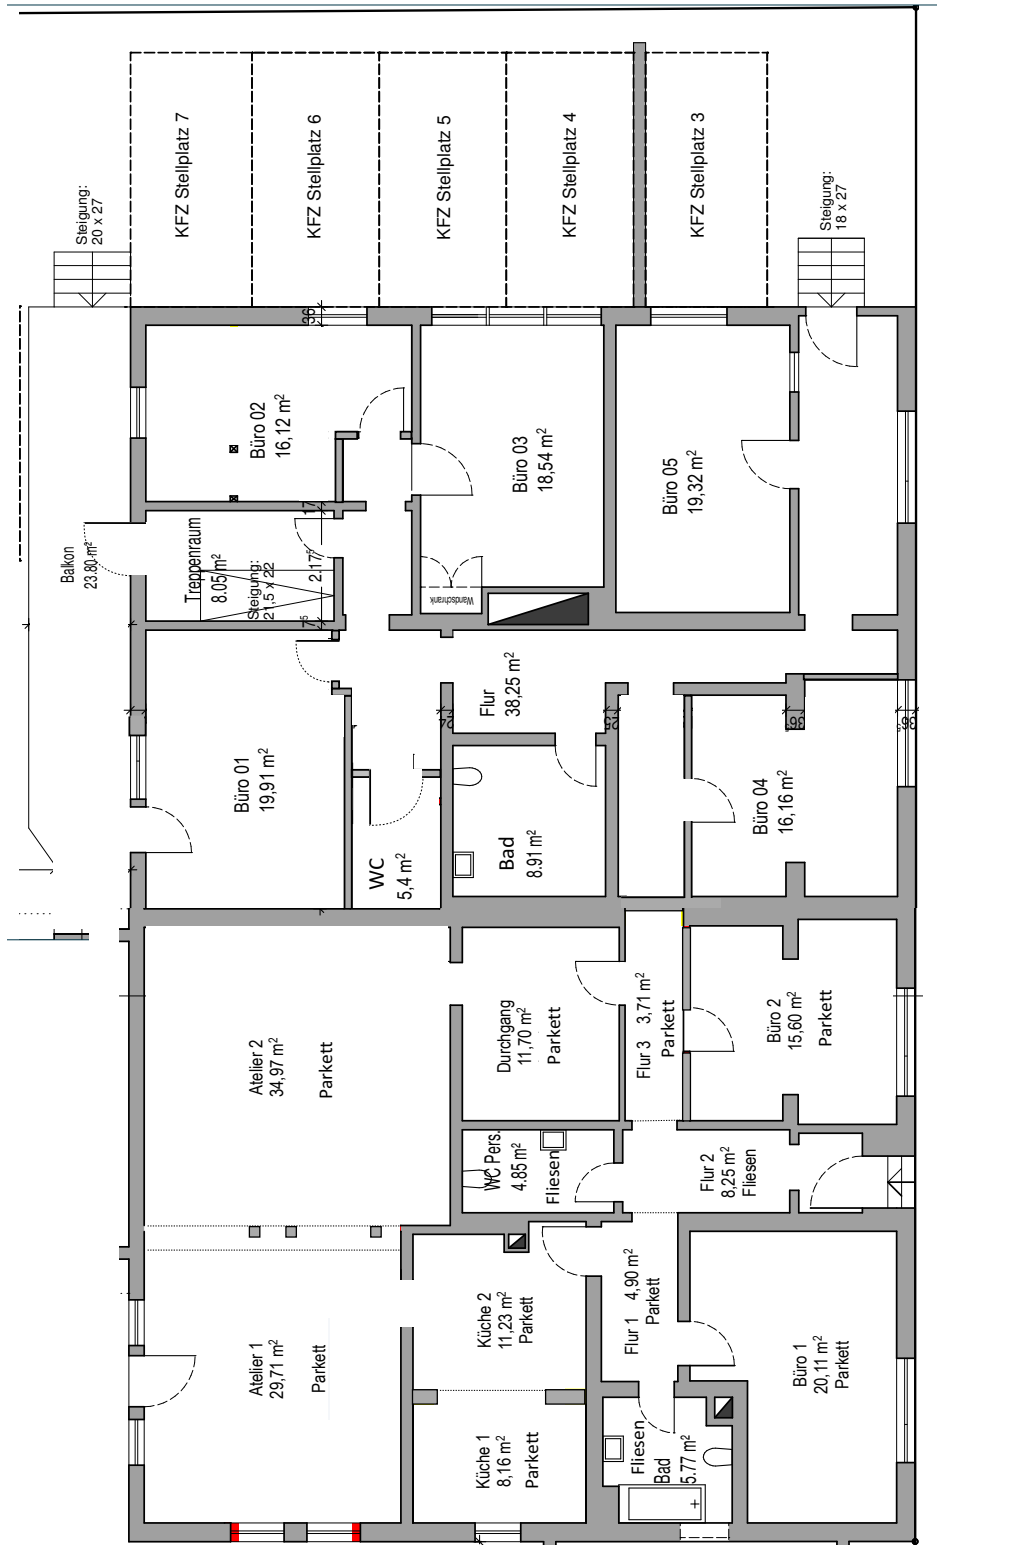 KFZ Stellplatz 7
KFZ Stellplatz 6
KFZ Stellplatz 5
KFZ Stellplatz 4
KFZ Stellplatz 3
Steigung:
20 x 27
Steigung:
18 x 27
36
Büro 02
16,12 m²
Büro 03
18,54 m²
Büro 05
19,32 m²
Balkon
23.80 m²
Treppenraum
8.05 m²
Steigung:
21,5 x 22
17
2.17⁵
7⁵
Wandschrank
Flur
38,25 m²
24
25
36⁵
38⁵
Büro 01
19,91 m²
WC
5,4 m²
Bad
8.91 m²
Büro 04
16,16 m²
Atelier 2
34,97 m²
Parkett
Durchgang
11,70 m²
Parkett
Flur 3 3,71 m²
Parkett
Büro 2
15,60 m²
Parkett
WC Pers.
4.85 m²
Fliesen
Flur 2
8,25 m²
Fliesen
Atelier 1
29,71 m²
Parkett
Küche 2
11,23 m²
Parkett
Flur 1 4,90 m²
Parkett
Büro 1
20,11 m²
Parkett
Küche 1
8,16 m²
Parkett
Fliesen
Bad
5.77 m²